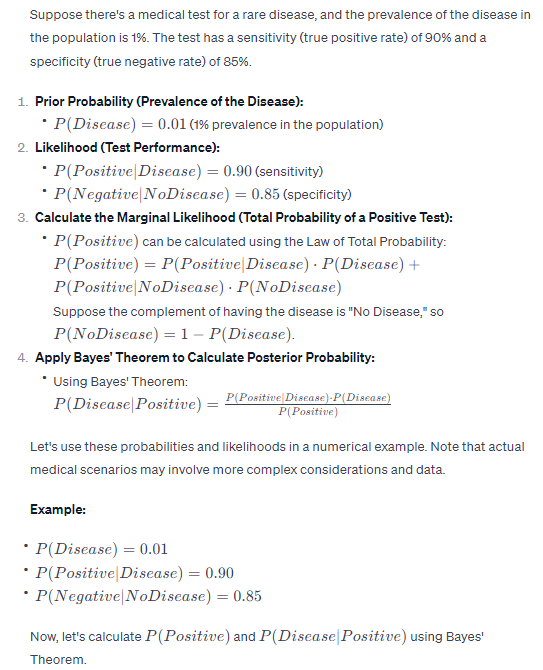 Suppose there's a medical test for a rare disease, and the prevalence of the disease in
the population is 1%. The test has a sensitivity (true positive rate) of 90% and a
specificity (true negative rate) of 85%.
1. Prior Probability (Prevalence of the Disease):
• P(Disease) = 0.01 (1% prevalence in the population)
2. Likelihood (Test Performance):
• P(Positive|Disease) = 0.90 (sensitivity)
• P(Negative|NoDisease) = 0.85 (specificity)
3. Calculate the Marginal Likelihood (Total Probability of a Positive Test):
• P(Positive) can be calculated using the Law of Total Probability:
P(Positive) = P(Positive|Disease) · P(Disease) +
P(Positive|NoDisease) · P(NoDisease)
Suppose the complement of having the disease is "No Disease," so
P(NoDisease) = 1 − P(Disease).
4. Apply Bayes' Theorem to Calculate Posterior Probability:
• Using Bayes' Theorem:
P(Disease|Positive) = P(Positive|Disease)·P(Disease) / P(Positive)
Let's use these probabilities and likelihoods in a numerical example. Note that actual
medical scenarios may involve more complex considerations and data.
Example:
• P(Disease) = 0.01
• P(Positive|Disease) = 0.90
• P(Negative|NoDisease) = 0.85
Now, let's calculate P(Positive) and P(Disease|Positive) using Bayes'
Theorem.